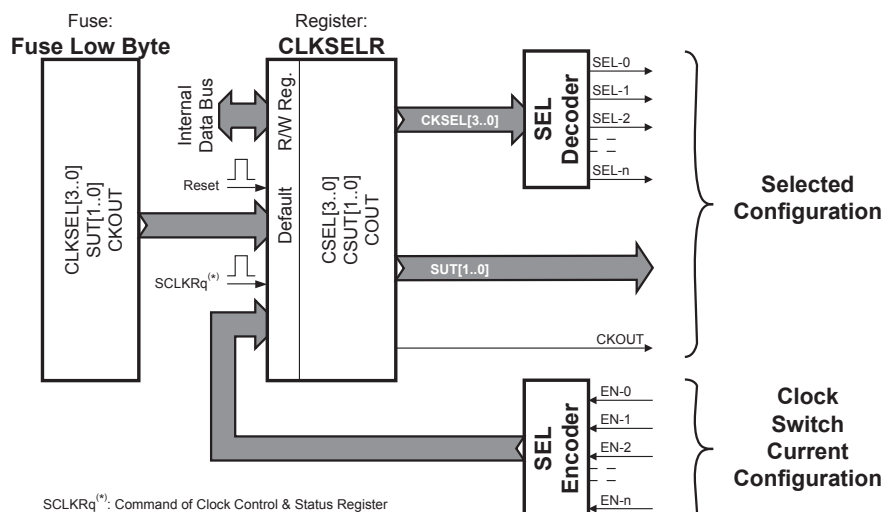 Fuse:
Fuse Low Byte
Register:
CLKSELR
CLKSEL[3..0]
SUT[1..0]
CKOUT
Internal
Data Bus
R/W Reg.
Reset
Default
SCLKRq(*)
CSEL[3..0]
CSUT[1..0]
COUT
CKSEL[3..0]
SUT[1..0]
CKOUT
SEL
Decoder
SEL-0
SEL-1
SEL-2
SEL-n
Selected
Configuration
SEL
Encoder
EN-0
EN-1
EN-2
EN-n
Clock
Switch
Current
Configuration
SCLKRq(*): Command of Clock Control & Status Register